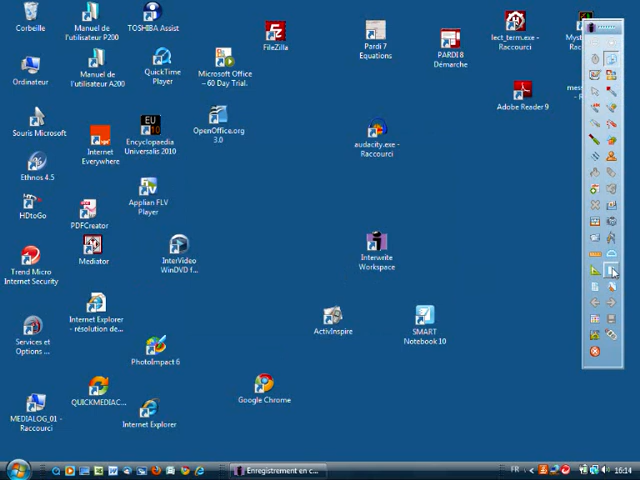 Corbeille
Manuel de
l'utilisateur P200
TOSHIBA Assist
FileZilla
Pardi 7
Equations
PARDI 8
Démarche
lect_term.exe -
Raccourci
Ordinateur
Manuel de
l'utilisateur A200
QuickTime
Player
Microsoft Office
– 60 Day Trial.
Adobe Reader 9
Souris Microsoft
Internet
Everywhere
EU
10
Encyclopaedia
Universalis 2010
OpenOffice.org
3.0
audacity.exe -
Raccourci
Ethnos 4.5
HDtoGo
PDFCreator
Applian FLV
Player
Trend Micro
Internet Security
Mediator
InterVideo
WinDVD f...
Interwrite
Workspace
Internet Explorer
- résolution de...
Services et
Options ...
PhotoImpact 6
ActivInspire
SMART
Notebook 10
MEDIALOG_01 -
Raccourci
QUICKMEDIAC...
Internet Explorer
Google Chrome
Enregistrement en c...
FR
16:14